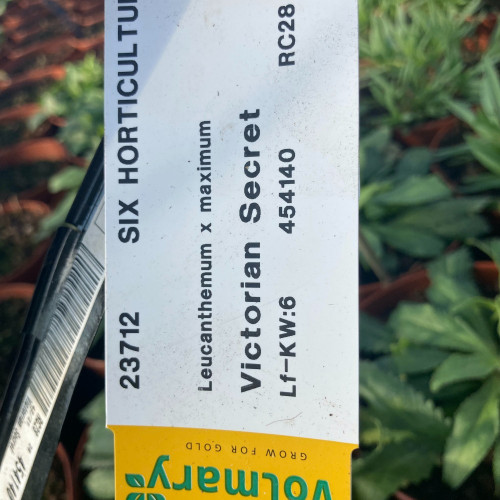 23712 SIX HORTICULTU
Leucanthemum x maximum
Victorian Secret
Lf-KW:6 454140 RC28
GROW FOR GOLD
volmary